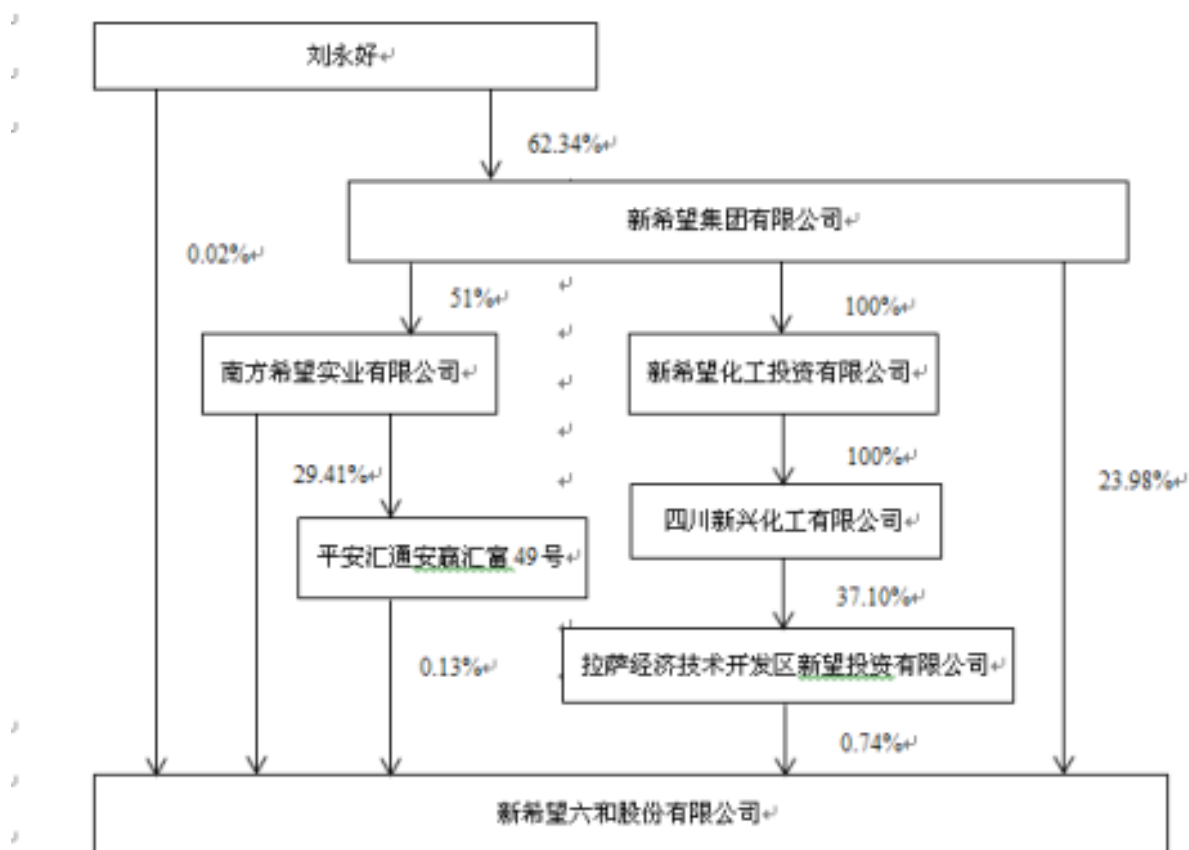 刘永好
62.34%
新希望集团有限公司
0.02%
51%
100%
南方希望实业有限公司
新希望化工投资有限公司
29.41%
100%
23.98%
四川新兴化工有限公司
平安汇通安赢汇富 49 号
37.10%
0.13%
拉萨经济技术开发区新望投资有限公司
0.74%
新希望六和股份有限公司